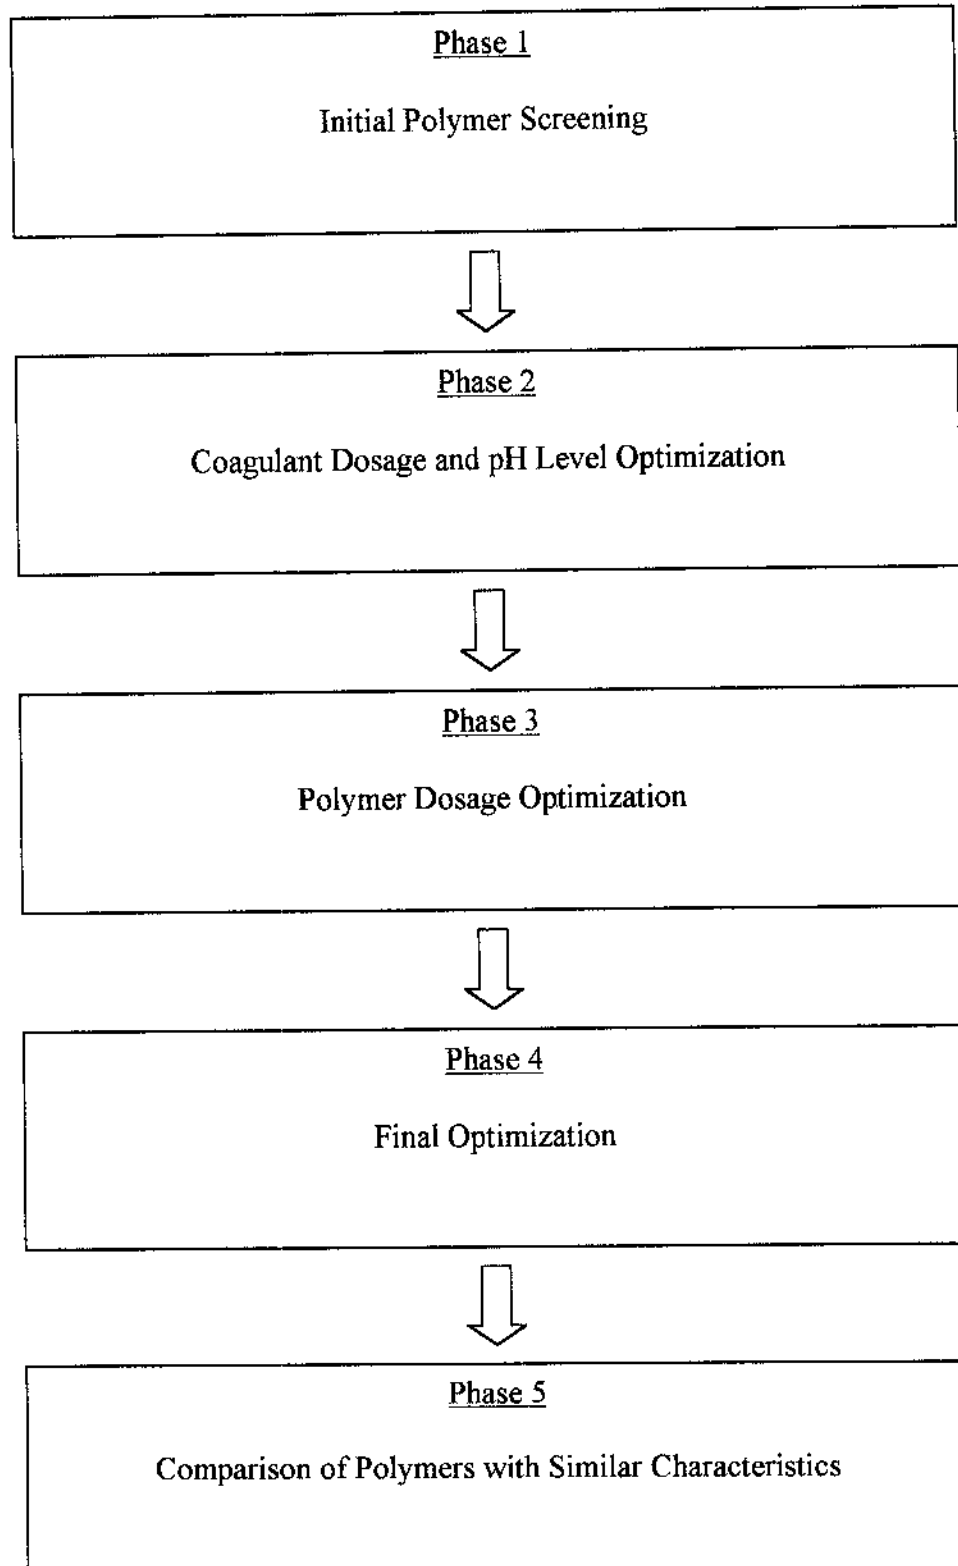 Phase 1
Initial Polymer Screening
Phase 2
Coagulant Dosage and pH Level Optimization
Phase 3
Polymer Dosage Optimization
Phase 4
Final Optimization
Phase 5
Comparison of Polymers with Similar Characteristics